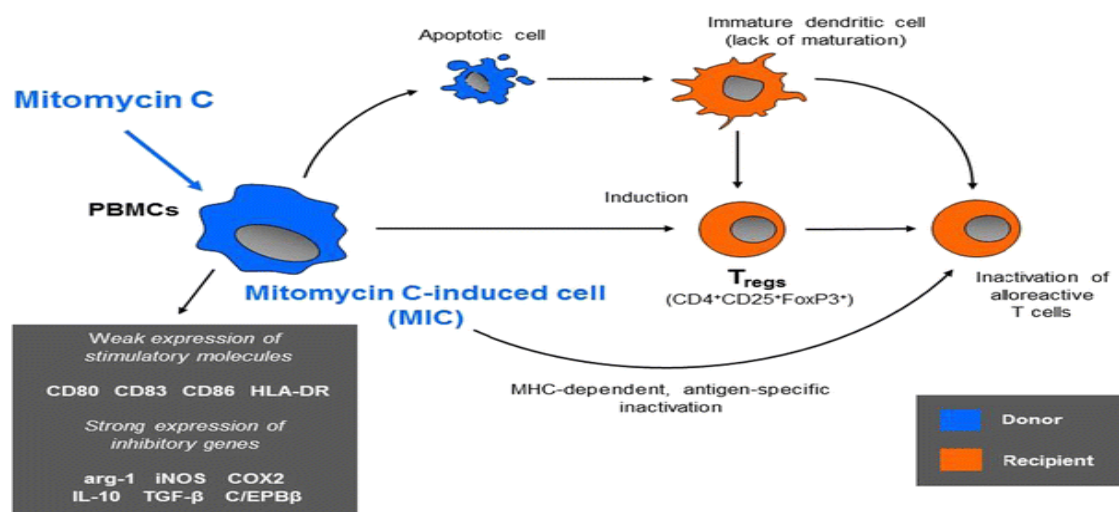 Apoptotic cell
Immature dendritic cell
(lack of maturation)
Mitomycin C
PBMCs
Induction
Tregs
(CD4⁺CD25⁺FoxP3⁺)
Inactivation of
alloreactive
T cells
Mitomycin C-induced cell
(MIC)
Weak expression of
stimulatory molecules
CD80 CD83 CD86 HLA-DR
Strong expression of
inhibitory genes
arg-1 iNOS COX2
IL-10 TGF-β C/EPBβ
MHC-dependent, antigen-specific
inactivation
Donor
Recipient